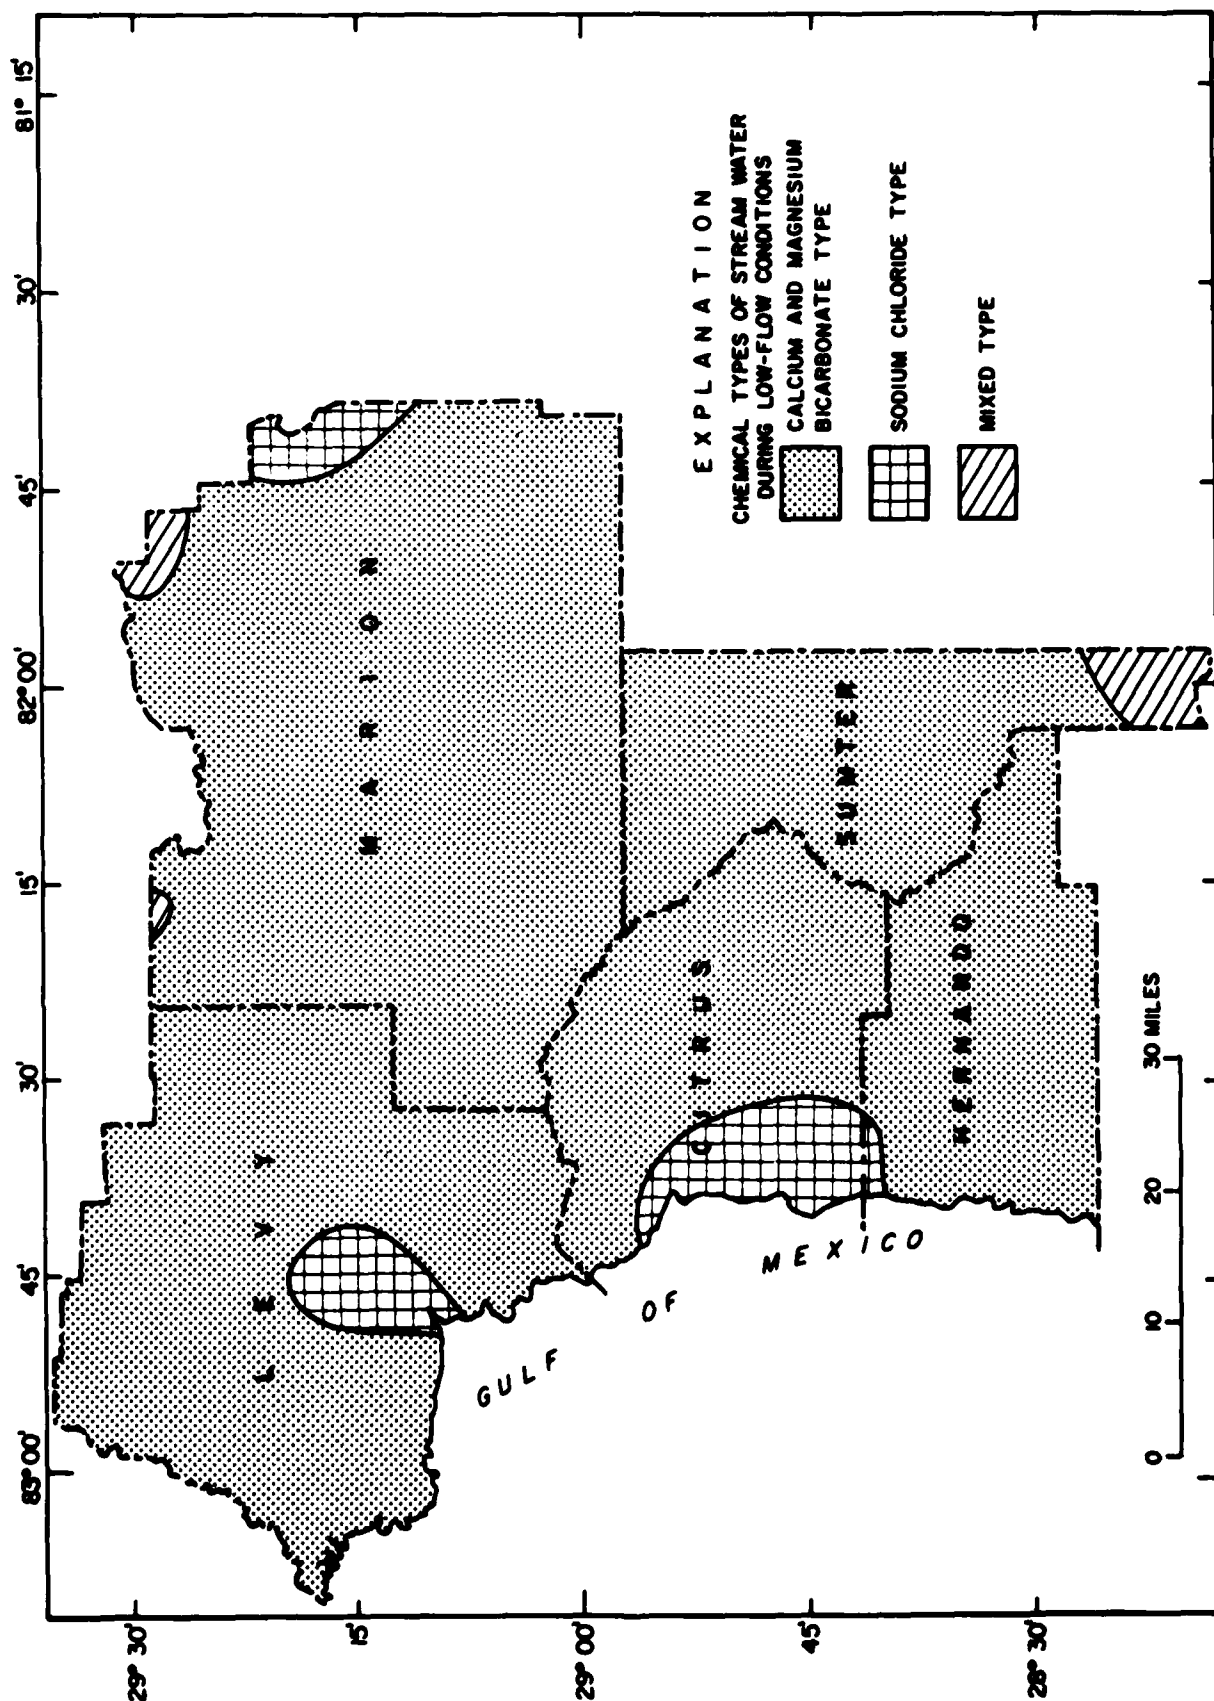 83° 00'
45'
30'
15'
82° 00'
45'
30'
81° 15'
29° 30'
15'
29° 00'
45'
28° 30'
LEVY
MARION
CITRUS
SUMTER
HERNANDO
GULF OF MEXICO
EXPLANATION
CHEMICAL TYPES OF STREAM WATER
DURING LOW-FLOW CONDITIONS
CALCIUM AND MAGNESIUM
BICARBONATE TYPE
SODIUM CHLORIDE TYPE
MIXED TYPE
0 10 20 30 MILES